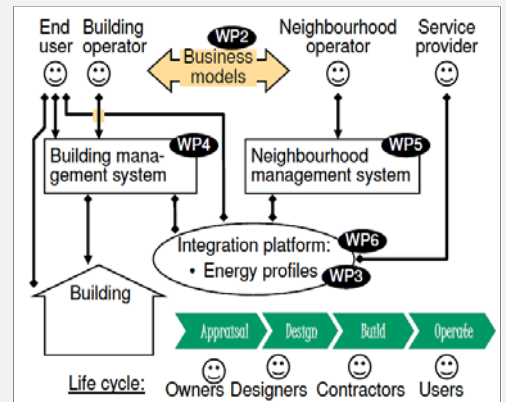 End user
Building operator
WP2
Business models
Neighbourhood operator
Service provider
Building mana-
gement system
WP4
Neighbourhood
management system
WP5
Integration platform:
• Energy profiles
WP6
WP3
Building
Appraisal Design Build Operate
Life cycle: Owners Designers Contractors Users